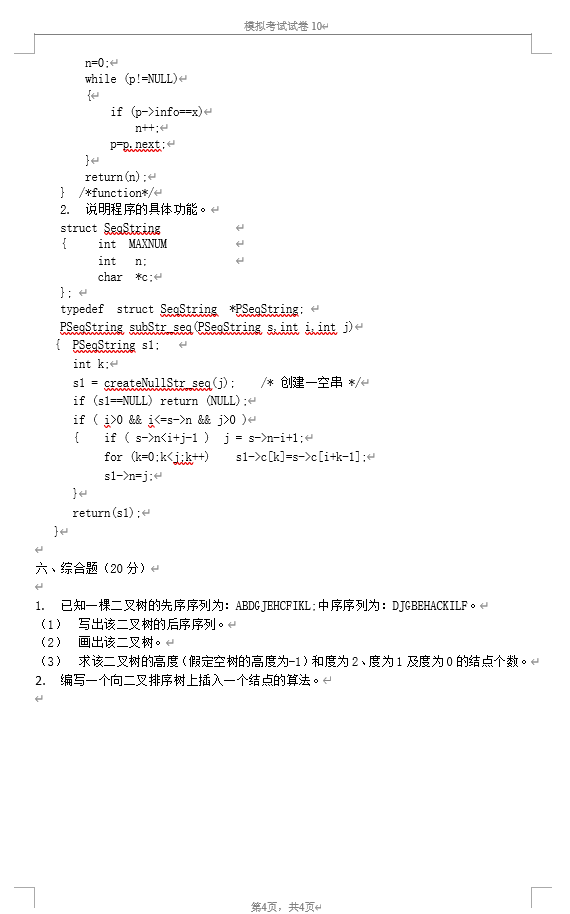 模拟考试试卷 10
n=0;
while (p!=NULL)
{
if (p->info==x)
n++;
p=p.next;
}
return(n);
} /*function*/
2. 说明程序的具体功能。
struct SeqString
{ int MAXNUM
int n;
char *c;
};
typedef struct SeqString *PSeqString;
PSeqString subStr_seq(PSeqString s,int i,int j)
{ PSeqString s1;
int k;
s1 = createNullStr_seq(j); /* 创建一空串 */
if (s1==NULL) return (NULL);
if ( i>0 && i<=s->n && j>0 )
{ if ( s->n<i+j-1 ) j = s->n-i+1;
for (k=0;k<j;k++) s1->c[k]=s->c[i+k-1];
s1->n=j;
}
return(s1);
}
六、综合题（20 分）
1. 已知一棵二叉树的先序序列为：ABDGJEHCFIKL;中序序列为：DJGBEHACKILF。
（1） 写出该二叉树的后序序列。
（2） 画出该二叉树。
（3） 求该二叉树的高度（假定空树的高度为-1）和度为 2、度为 1 及度为 0 的结点个数。
2. 编写一个向二叉排序树上插入一个结点的算法。
第4页，共4页